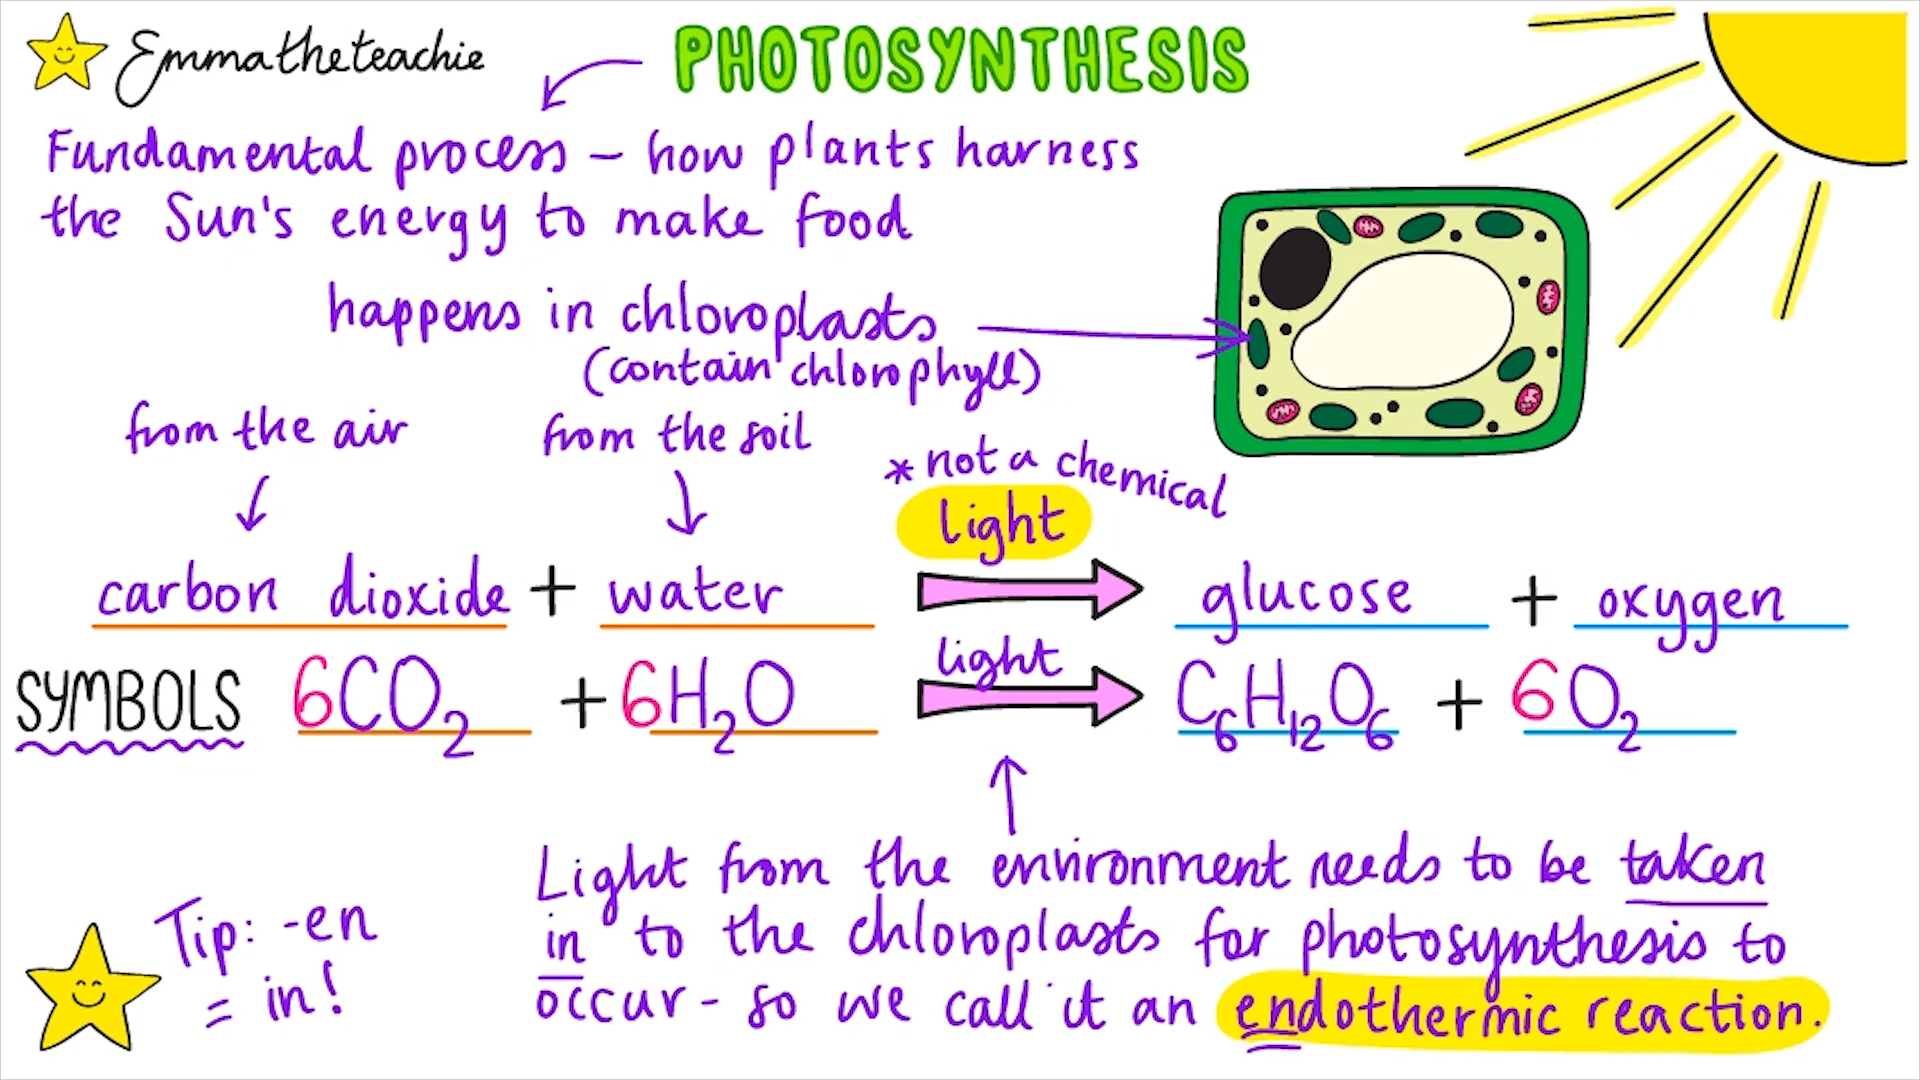 Emmatheteachie
PHOTOSYNTHESIS
Fundamental process - how plants harness
the Sun's energy to make food
happens in chloroplasts
(contain chlorophyll)
from the air
from the soil
*not a chemical
light
carbon dioxide + water
glucose + oxygen
light
SYMBOLS 6CO₂ + 6H₂O
C₆H₁₂O₆ + 6O₂
Light from the environment needs to be taken
in to the chloroplasts for photosynthesis to
occur - so we call it an endothermic reaction.
Tip: -en
= in!